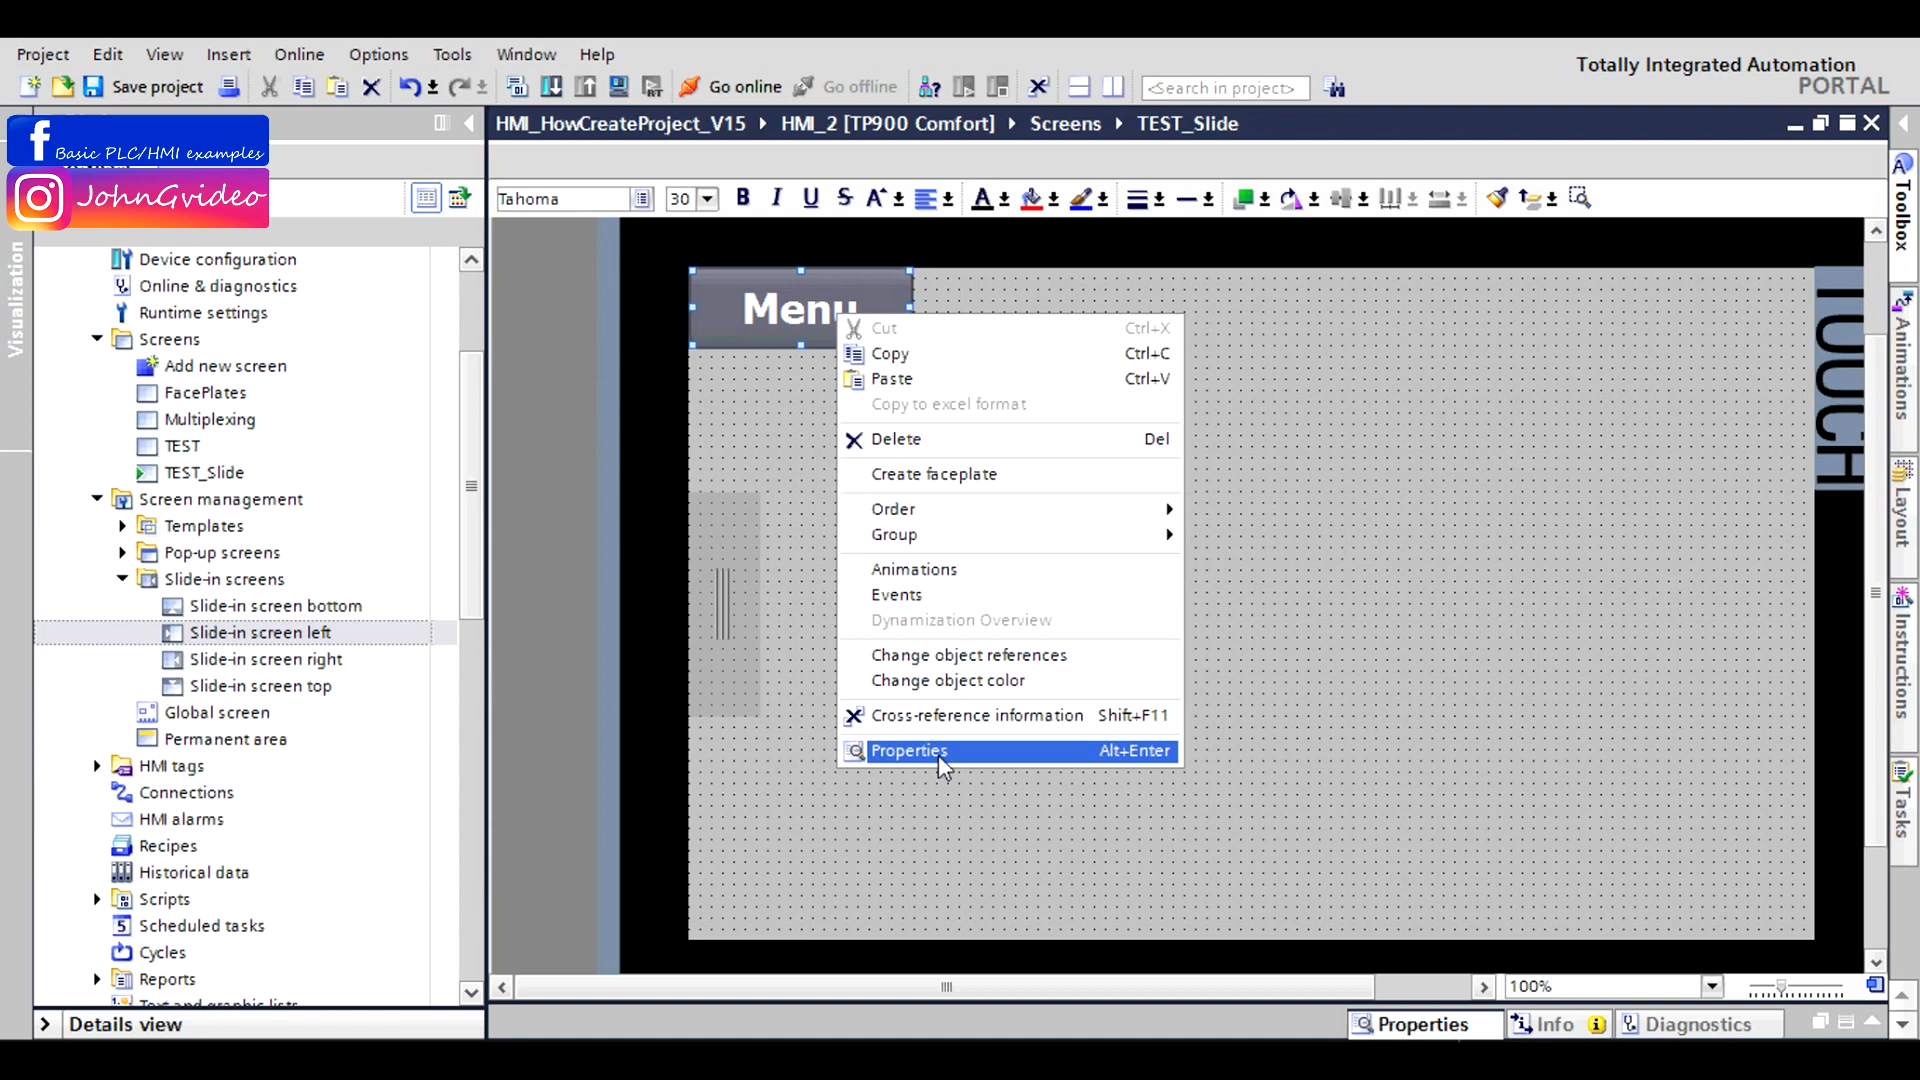 Project Edit View Insert Online Options Tools Window Help
Totally Integrated Automation
PORTAL
Save project Go online Go offline <Search in project>
HMI_HowCreateProject_V15 HMI_2 [TP900 Comfort] Screens TEST_Slide
Basic PLC/HMI examples
JohnGvideo
Tahoma 30 B I U S A A
Visualization
Device configuration
Online & diagnostics
Runtime settings
Screens
Add new screen
FacePlates
Multiplexing
TEST
TEST_Slide
Screen management
Templates
Pop-up screens
Slide-in screens
Slide-in screen bottom
Slide-in screen left
Slide-in screen right
Slide-in screen top
Global screen
Permanent area
HMI tags
Connections
HMI alarms
Recipes
Historical data
Scripts
Scheduled tasks
Cycles
Reports
Text and graphic lists
Details view
Menu
Cut Ctrl+X
Copy Ctrl+C
Paste Ctrl+V
Copy to excel format
Delete Del
Create faceplate
Order
Group
Animations
Events
Dynamization Overview
Change object references
Change object color
Cross-reference information Shift+F11
Properties Alt+Enter
TOUCH
Toolbox
Animations
Layout
Instructions
Tasks
100%
Properties Info Diagnostics